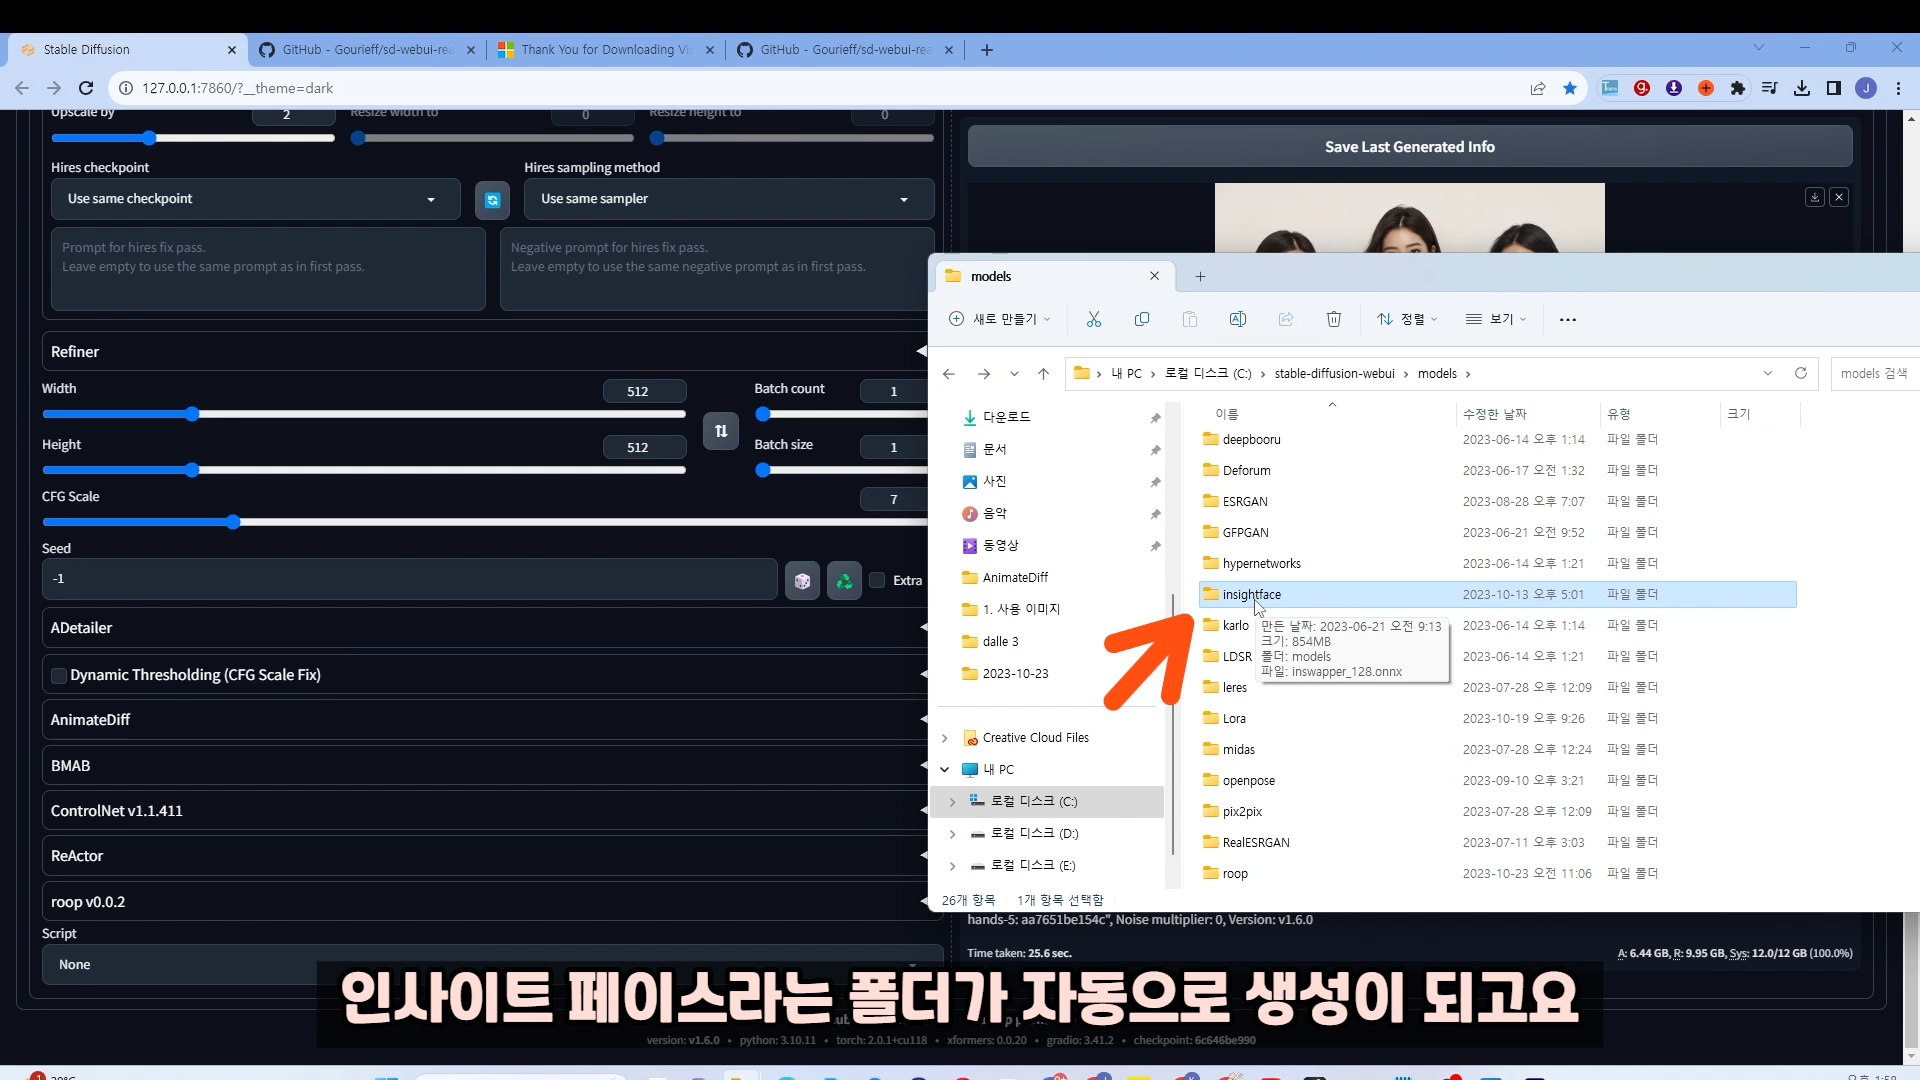 Stable Diffusion
GitHub - Gourieff/sd-webui-rea
Thank You for Downloading Vi
GitHub - Gourieff/sd-webui-rea
127.0.0.1:7860/?__theme=dark
Upscale by
2
Resize width to
0
Resize height to
0
Save Last Generated Info
Hires checkpoint
Hires sampling method
Use same checkpoint
Use same sampler
Prompt for hires fix pass.
Leave empty to use the same prompt as in first pass.
Negative prompt for hires fix pass.
Leave empty to use the same negative prompt as in first pass.
Refiner
Width
512
Batch count
1
Height
512
Batch size
1
CFG Scale
7
Seed
-1
Extra
ADetailer
Dynamic Thresholding (CFG Scale Fix)
AnimateDiff
BMAB
ControlNet v1.1.411
ReActor
roop v0.0.2
Script
None
models
새로 만들기
정렬
보기
내 PC
로컬 디스크 (C:)
stable-diffusion-webui
models
models 검색
다운로드
문서
사진
음악
동영상
AnimateDiff
1. 사용 이미지
dalle 3
2023-10-23
Creative Cloud Files
내 PC
로컬 디스크 (C:)
로컬 디스크 (D:)
로컬 디스크 (E:)
이름
수정한 날짜
유형
크기
deepbooru 2023-06-14 오후 1:14 파일 폴더
Deforum 2023-06-17 오전 1:32 파일 폴더
ESRGAN 2023-08-28 오후 7:07 파일 폴더
GFPGAN 2023-06-21 오전 9:52 파일 폴더
hypernetworks 2023-06-14 오후 1:21 파일 폴더
insightface 2023-10-13 오후 5:01 파일 폴더
karlo 2023-06-14 오후 1:14 파일 폴더
LDSR 2023-06-14 오후 1:21 파일 폴더
leres 2023-07-28 오후 12:09 파일 폴더
Lora 2023-10-19 오후 9:26 파일 폴더
midas 2023-07-28 오후 12:24 파일 폴더
openpose 2023-09-10 오후 3:21 파일 폴더
pix2pix 2023-07-28 오후 12:09 파일 폴더
RealESRGAN 2023-07-11 오후 3:03 파일 폴더
roop 2023-10-23 오전 11:06 파일 폴더
만든 날짜: 2023-06-21 오전 9:13
크기: 854MB
폴더: models
파일: inswapper_128.onnx
26개 항목
1개 항목 선택함
hands-5: aa7651be154c", Noise multiplier: 0, Version: v1.6.0
Time taken: 25.6 sec.
A: 6.44 GB, R: 9.95 GB, Sys: 12.0/12 GB (100.0%)
인사이트 페이스라는 폴더가 자동으로 생성이 되고요
version: v1.6.0 • python: 3.10.11 • torch: 2.0.1+cu118 • xformers: 0.0.20 • gradio: 3.41.2 • checkpoint: 6c646be990